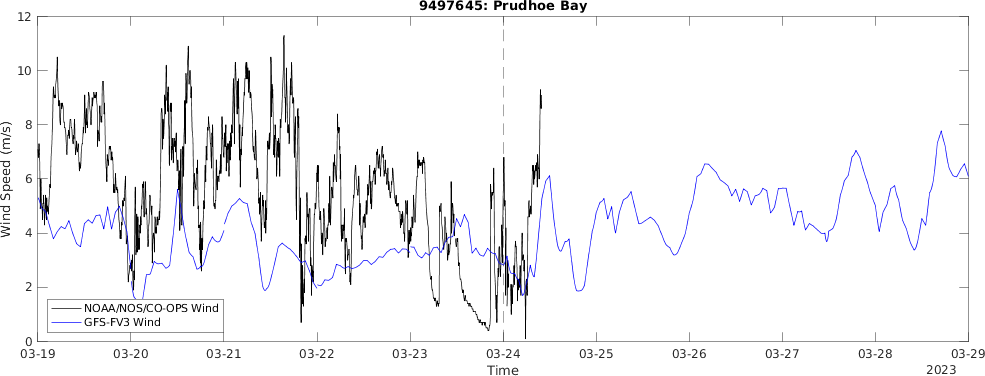 9497645: Prudhoe Bay
Wind Speed (m/s)
12
10
8
6
4
2
0
NOAA/NOS/CO-OPS Wind
GFS-FV3 Wind
03-19 03-20 03-21 03-22 03-23 03-24 03-25 03-26 03-27 03-28 03-29
Time
2023